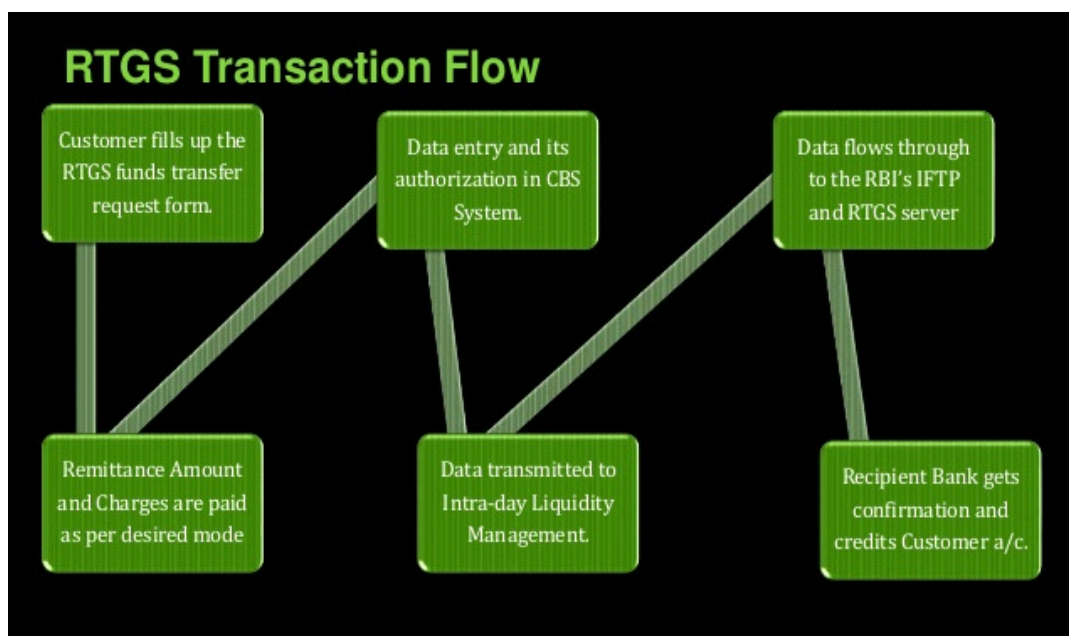 RTGS Transaction Flow
Customer fills up the
RTGS funds transfer
request form.
Remittance Amount
and Charges are paid
as per desired mode
Data entry and its
authorization in CBS
System.
Data transmitted to
Intra-day Liquidity
Management.
Data flows through
to the RBI's IFTP
and RTGS server
Recipient Bank gets
confirmation and
credits Customer a/c.